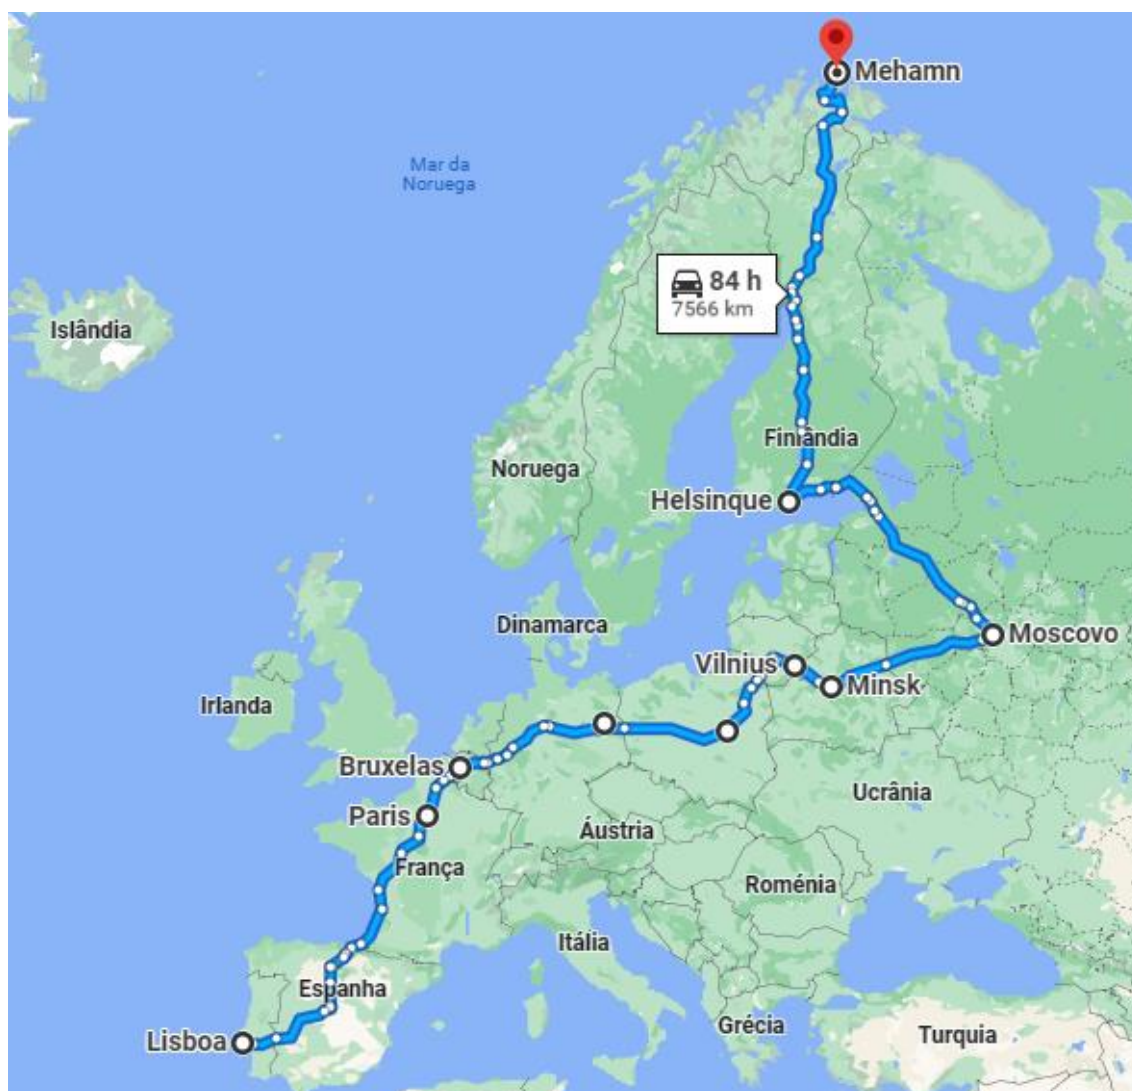 Mehamn
Mar da
Noruega
84 h
7566 km
Islândia
Finlândia
Noruega
Helsinque
Dinamarca
Moscovo
Vilnius
Minsk
Irlanda
Bruxelas
Ucrânia
Paris
Áustria
França
Roménia
Itália
Espanha
Grécia
Turquia
Lisboa